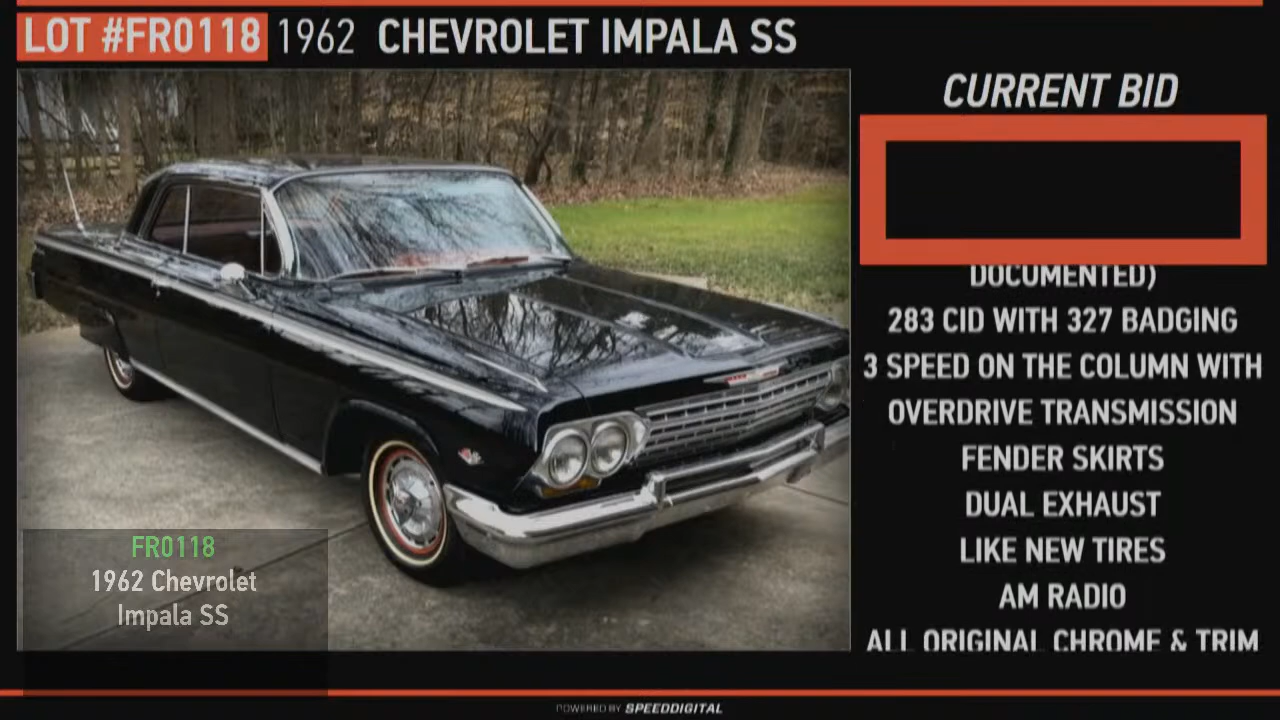 LOT #FR0118 1962 CHEVROLET IMPALA SS
CURRENT BID
DOCUMENTED)
283 CID WITH 327 BADGING
3 SPEED ON THE COLUMN WITH
OVERDRIVE TRANSMISSION
FENDER SKIRTS
DUAL EXHAUST
LIKE NEW TIRES
AM RADIO
ALL ORIGINAL CHROME & TRIM
FR0118
1962 Chevrolet
Impala SS
POWERED BY SPEEDDIGITAL